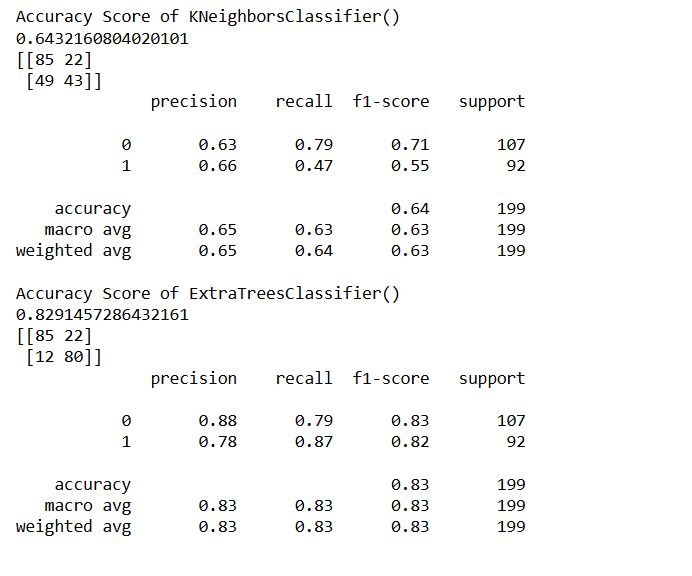 Accuracy Score of KNeighborsClassifier()
0.6432160804020101
[[85 22]
 [49 43]]
              precision    recall  f1-score   support

           0       0.63      0.79      0.71       107
           1       0.66      0.47      0.55        92

    accuracy                           0.64       199
   macro avg       0.65      0.63      0.63       199
weighted avg       0.65      0.64      0.63       199

Accuracy Score of ExtraTreesClassifier()
0.8291457286432161
[[85 22]
 [12 80]]
              precision    recall  f1-score   support

           0       0.88      0.79      0.83       107
           1       0.78      0.87      0.82        92

    accuracy                           0.83       199
   macro avg       0.83      0.83      0.83       199
weighted avg       0.83      0.83      0.83       199